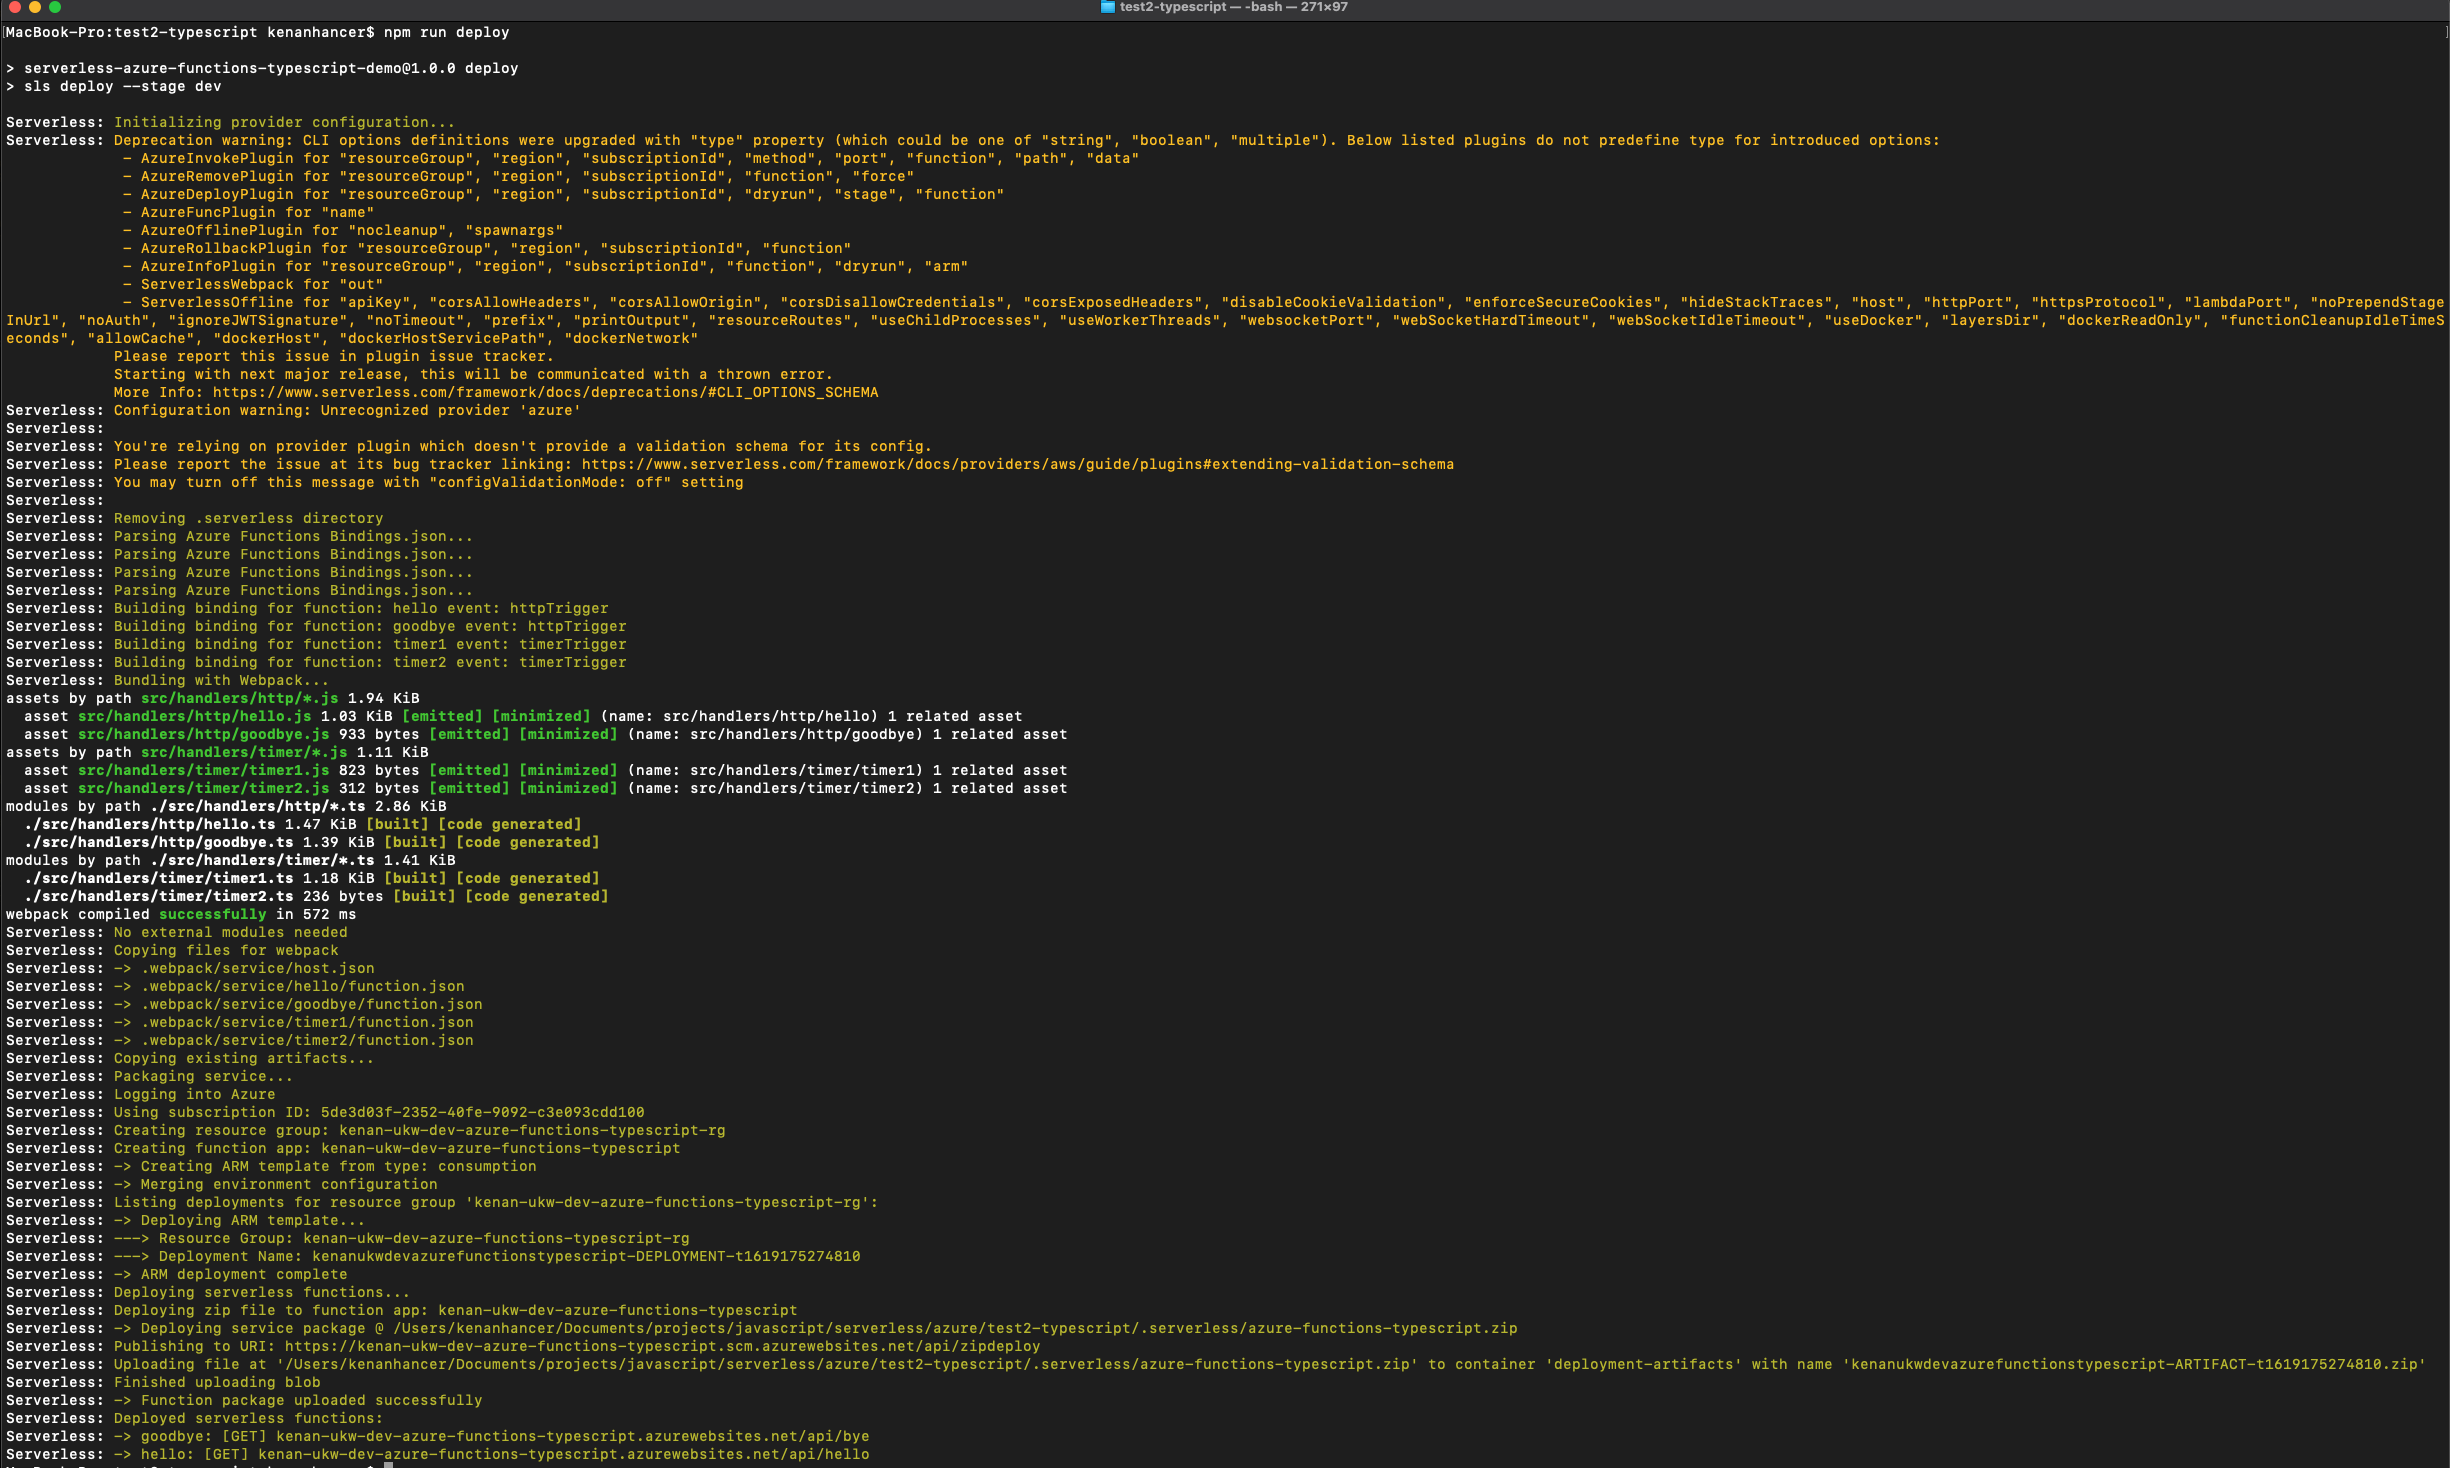 test2-typescript — -bash — 271×97
[MacBook-Pro:test2-typescript kenanhancer$ npm run deploy ]
> serverless-azure-functions-typescript-demo@1.0.0 deploy
> sls deploy --stage dev
Serverless: Initializing provider configuration...
Serverless: Deprecation warning: CLI options definitions were upgraded with "type" property (which could be one of "string", "boolean", "multiple"). Below listed plugins do not predefine type for introduced options:
- AzureInvokePlugin for "resourceGroup", "region", "subscriptionId", "method", "port", "function", "path", "data"
- AzureRemovePlugin for "resourceGroup", "region", "subscriptionId", "function", "force"
- AzureDeployPlugin for "resourceGroup", "region", "subscriptionId", "dryrun", "stage", "function"
- AzureFuncPlugin for "name"
- AzureOfflinePlugin for "nocleanup", "spawnargs"
- AzureRollbackPlugin for "resourceGroup", "region", "subscriptionId", "function"
- AzureInfoPlugin for "resourceGroup", "region", "subscriptionId", "function", "dryrun", "arm"
- ServerlessWebpack for "out"
- ServerlessOffline for "apiKey", "corsAllowHeaders", "corsAllowOrigin", "corsDisallowCredentials", "corsExposedHeaders", "disableCookieValidation", "enforceSecureCookies", "hideStackTraces", "host", "httpPort", "httpsProtocol", "lambdaPort", "noPrependStage
InUrl", "noAuth", "ignoreJWTSignature", "noTimeout", "prefix", "printOutput", "resourceRoutes", "useChildProcesses", "useWorkerThreads", "websocketPort", "webSocketHardTimeout", "webSocketIdleTimeout", "useDocker", "layersDir", "dockerReadOnly", "functionCleanupIdleTimeS
econds", "allowCache", "dockerHost", "dockerHostServicePath", "dockerNetwork"
Please report this issue in plugin issue tracker.
Starting with next major release, this will be communicated with a thrown error.
More Info: https://www.serverless.com/framework/docs/deprecations/#CLI_OPTIONS_SCHEMA
Serverless: Configuration warning: Unrecognized provider 'azure'
Serverless:
Serverless: You're relying on provider plugin which doesn't provide a validation schema for its config.
Serverless: Please report the issue at its bug tracker linking: https://www.serverless.com/framework/docs/providers/aws/guide/plugins#extending-validation-schema
Serverless: You may turn off this message with "configValidationMode: off" setting
Serverless:
Serverless: Removing .serverless directory
Serverless: Parsing Azure Functions Bindings.json...
Serverless: Parsing Azure Functions Bindings.json...
Serverless: Parsing Azure Functions Bindings.json...
Serverless: Parsing Azure Functions Bindings.json...
Serverless: Building binding for function: hello event: httpTrigger
Serverless: Building binding for function: goodbye event: httpTrigger
Serverless: Building binding for function: timer1 event: timerTrigger
Serverless: Building binding for function: timer2 event: timerTrigger
Serverless: Bundling with Webpack...
assets by path src/handlers/http/*.js 1.94 KiB
asset src/handlers/http/hello.js 1.03 KiB [emitted] [minimized] (name: src/handlers/http/hello) 1 related asset
asset src/handlers/http/goodbye.js 933 bytes [emitted] [minimized] (name: src/handlers/http/goodbye) 1 related asset
assets by path src/handlers/timer/*.js 1.11 KiB
asset src/handlers/timer/timer1.js 823 bytes [emitted] [minimized] (name: src/handlers/timer/timer1) 1 related asset
asset src/handlers/timer/timer2.js 312 bytes [emitted] [minimized] (name: src/handlers/timer/timer2) 1 related asset
modules by path ./src/handlers/http/*.ts 2.86 KiB
./src/handlers/http/hello.ts 1.47 KiB [built] [code generated]
./src/handlers/http/goodbye.ts 1.39 KiB [built] [code generated]
modules by path ./src/handlers/timer/*.ts 1.41 KiB
./src/handlers/timer/timer1.ts 1.18 KiB [built] [code generated]
./src/handlers/timer/timer2.ts 236 bytes [built] [code generated]
webpack compiled successfully in 572 ms
Serverless: No external modules needed
Serverless: Copying files for webpack
Serverless: -> .webpack/service/host.json
Serverless: -> .webpack/service/hello/function.json
Serverless: -> .webpack/service/goodbye/function.json
Serverless: -> .webpack/service/timer1/function.json
Serverless: -> .webpack/service/timer2/function.json
Serverless: Copying existing artifacts...
Serverless: Packaging service...
Serverless: Logging into Azure
Serverless: Using subscription ID: 5de3d03f-2352-40fe-9092-c3e093cdd100
Serverless: Creating resource group: kenan-ukw-dev-azure-functions-typescript-rg
Serverless: Creating function app: kenan-ukw-dev-azure-functions-typescript
Serverless: -> Creating ARM template from type: consumption
Serverless: -> Merging environment configuration
Serverless: Listing deployments for resource group 'kenan-ukw-dev-azure-functions-typescript-rg':
Serverless: -> Deploying ARM template...
Serverless: ---> Resource Group: kenan-ukw-dev-azure-functions-typescript-rg
Serverless: ---> Deployment Name: kenanukwdevazurefunctionstypescript-DEPLOYMENT-t1619175274810
Serverless: -> ARM deployment complete
Serverless: Deploying serverless functions...
Serverless: Deploying zip file to function app: kenan-ukw-dev-azure-functions-typescript
Serverless: -> Deploying service package @ /Users/kenanhancer/Documents/projects/javascript/serverless/azure/test2-typescript/.serverless/azure-functions-typescript.zip
Serverless: Publishing to URI: https://kenan-ukw-dev-azure-functions-typescript.scm.azurewebsites.net/api/zipdeploy
Serverless: Uploading file at '/Users/kenanhancer/Documents/projects/javascript/serverless/azure/test2-typescript/.serverless/azure-functions-typescript.zip' to container 'deployment-artifacts' with name 'kenanukwdevazurefunctionstypescript-ARTIFACT-t1619175274810.zip'
Serverless: Finished uploading blob
Serverless: -> Function package uploaded successfully
Serverless: Deployed serverless functions:
Serverless: -> goodbye: [GET] kenan-ukw-dev-azure-functions-typescript.azurewebsites.net/api/bye
Serverless: -> hello: [GET] kenan-ukw-dev-azure-functions-typescript.azurewebsites.net/api/hello